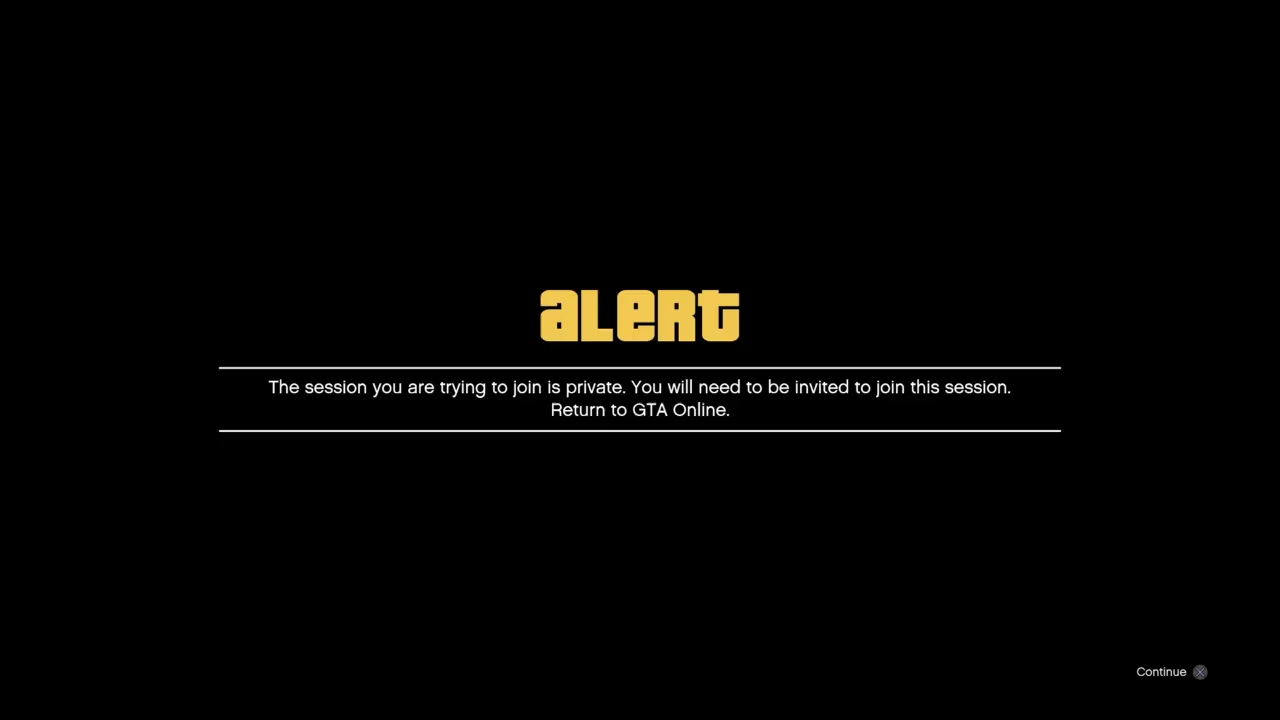 alert
The session you are trying to join is private. You will need to be invited to join this session.
Return to GTA Online.
Continue